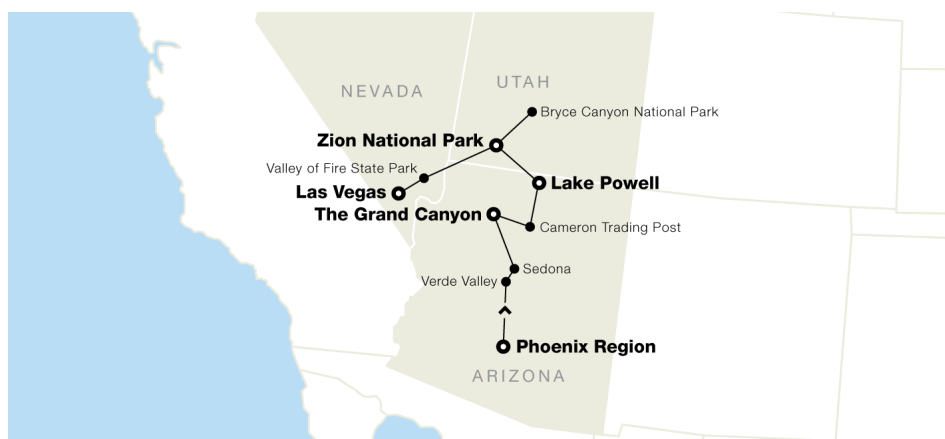 UTAH
NEVADA
Bryce Canyon National Park
Zion National Park
Valley of Fire State Park
Lake Powell
Las Vegas
The Grand Canyon
Cameron Trading Post
Sedona
Verde Valley
Phoenix Region
ARIZONA